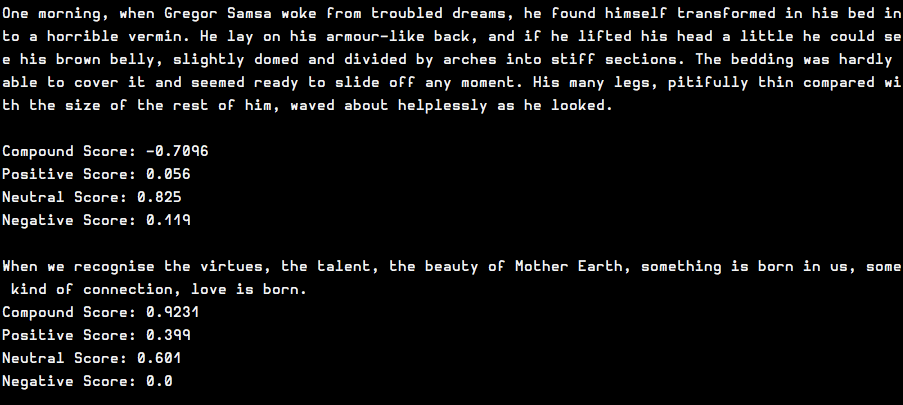 One morning, when Gregor Samsa woke from troubled dreams, he found himself transformed in his bed in
to a horrible vermin. He lay on his armour-like back, and if he lifted his head a little he could se
e his brown belly, slightly domed and divided by arches into stiff sections. The bedding was hardly
able to cover it and seemed ready to slide off any moment. His many legs, pitifully thin compared wi
th the size of the rest of him, waved about helplessly as he looked.

Compound Score: -0.7096
Positive Score: 0.056
Neutral Score: 0.825
Negative Score: 0.119

When we recognise the virtues, the talent, the beauty of Mother Earth, something is born in us, some
 kind of connection, love is born.
Compound Score: 0.9231
Positive Score: 0.399
Neutral Score: 0.601
Negative Score: 0.0